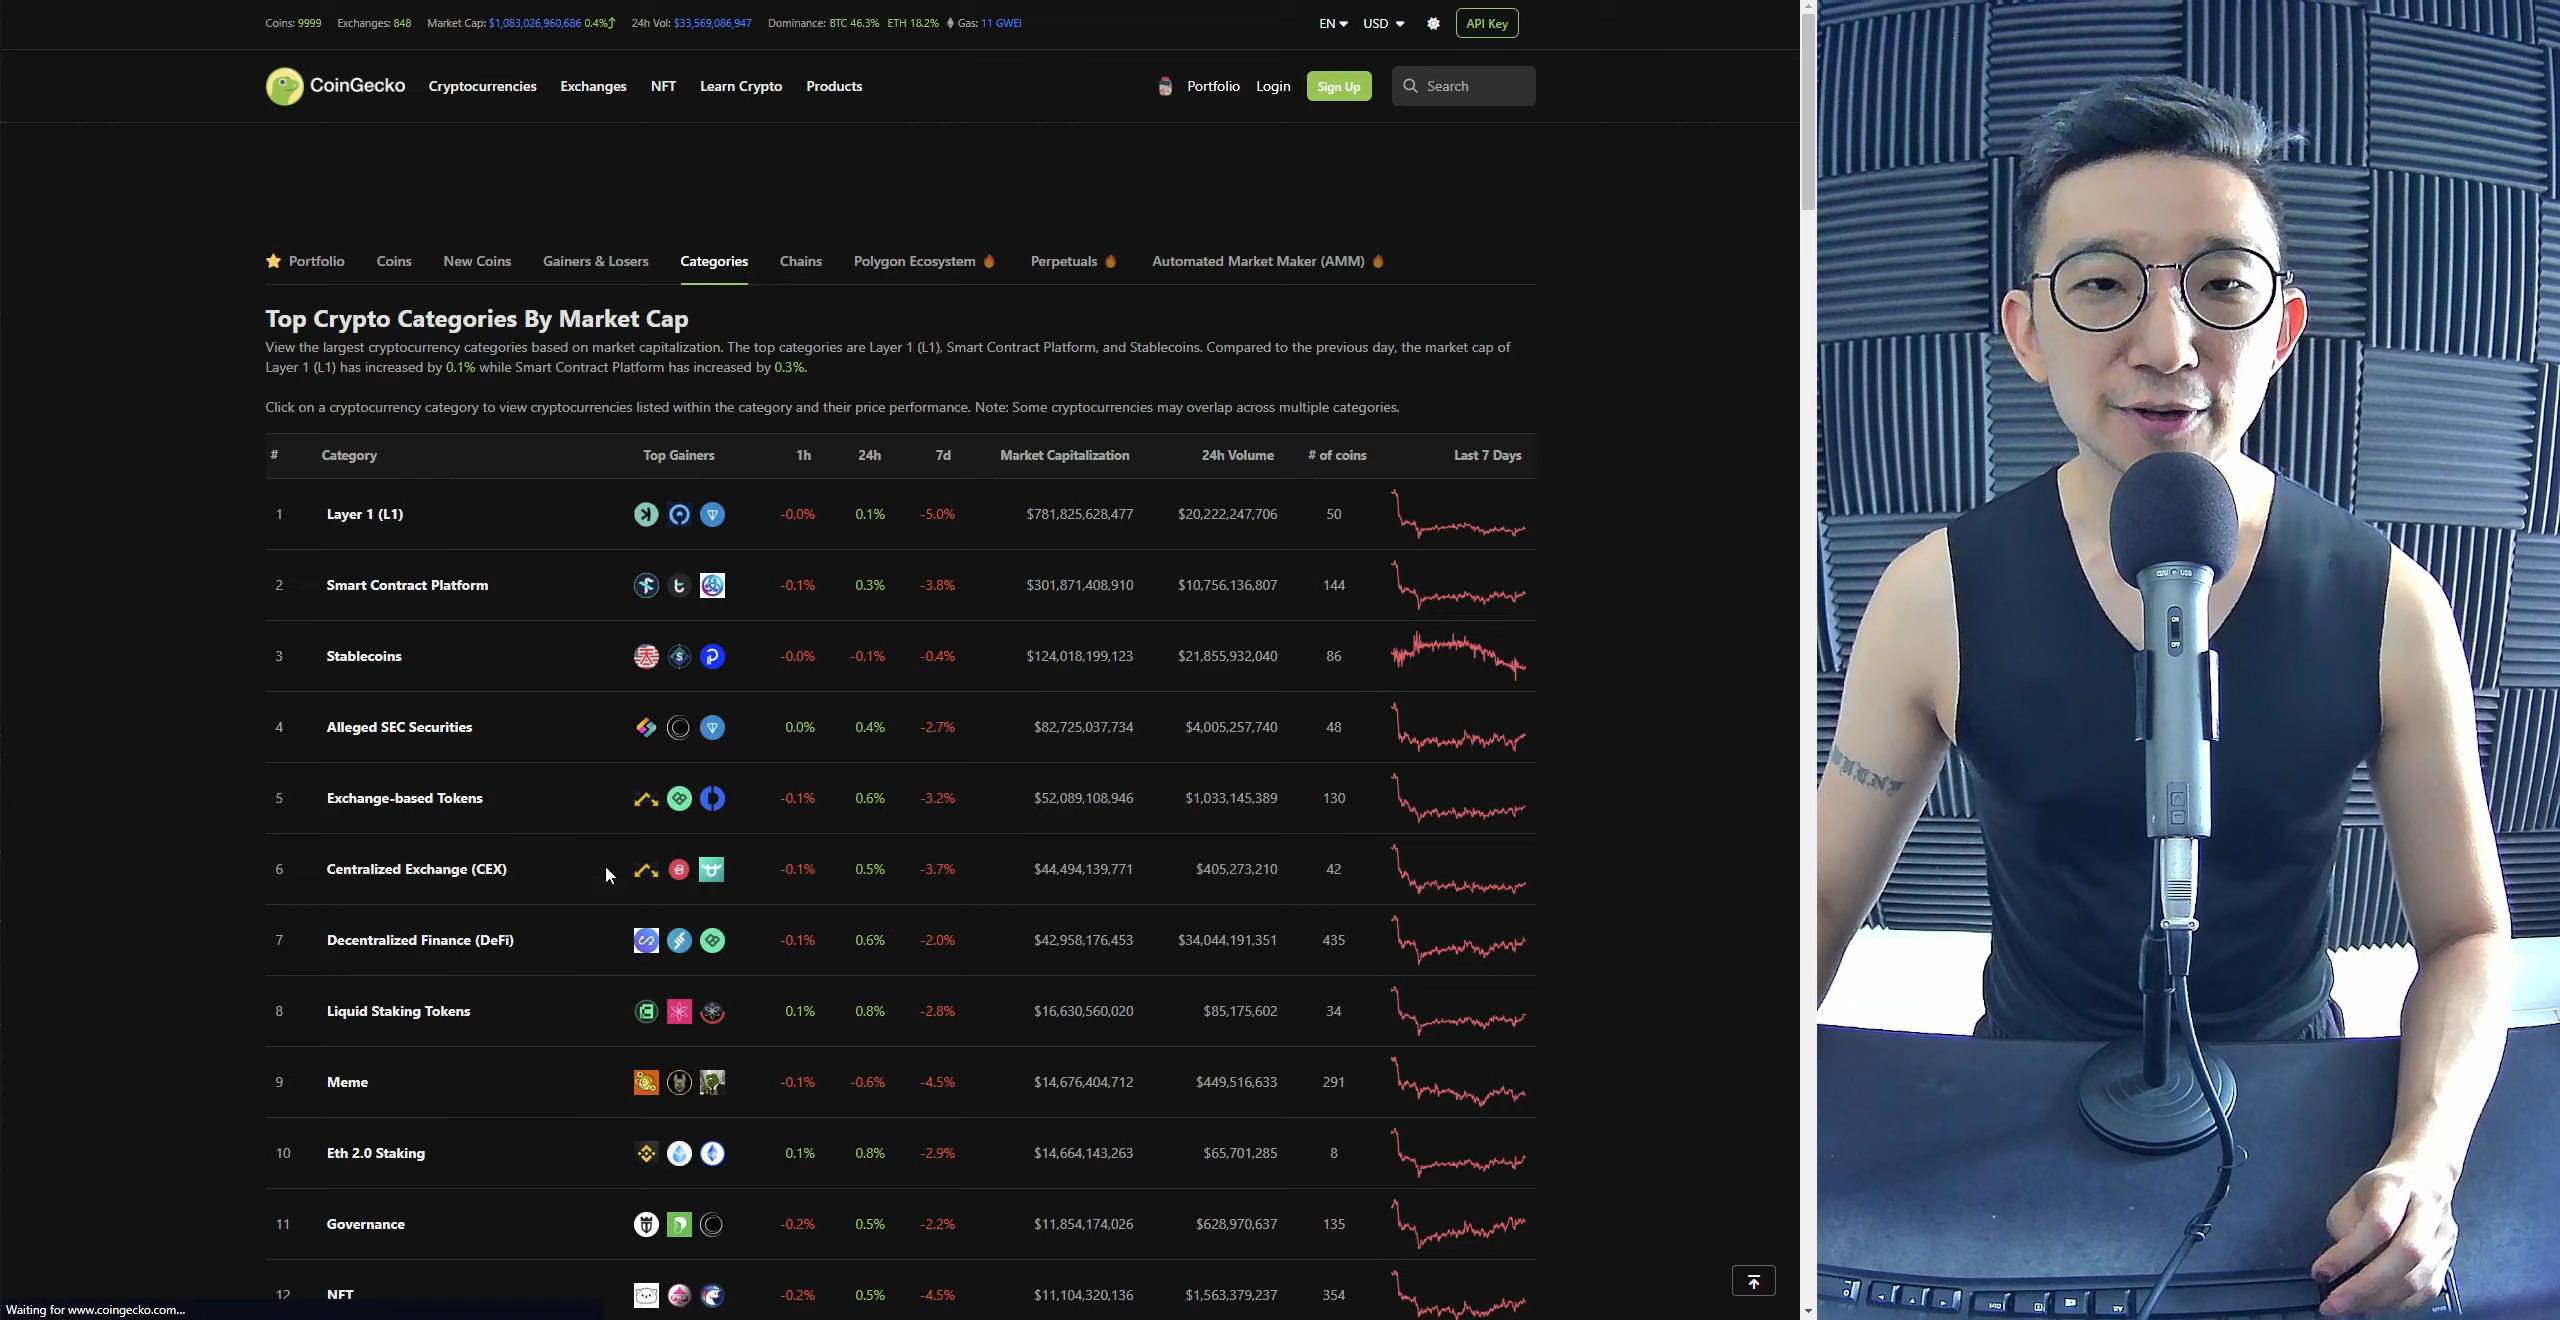 Coins: 9999 Exchanges: 848 Market Cap: $1,083,026,960,686 0.4% 24h Vol: $33,569,086,947 Dominance: BTC 46.3% ETH 18.2% Gas: 11 GWEI EN USD API Key
CoinGecko Cryptocurrencies Exchanges NFT Learn Crypto Products Portfolio Login Sign Up Search
Portfolio Coins New Coins Gainers & Losers Categories Chains Polygon Ecosystem Perpetuals Automated Market Maker (AMM)
Top Crypto Categories By Market Cap
View the largest cryptocurrency categories based on market capitalization. The top categories are Layer 1 (L1), Smart Contract Platform, and Stablecoins. Compared to the previous day, the market cap of
Layer 1 (L1) has increased by 0.1% while Smart Contract Platform has increased by 0.3%.
Click on a cryptocurrency category to view cryptocurrencies listed within the category and their price performance. Note: Some cryptocurrencies may overlap across multiple categories.
# Category Top Gainers 1h 24h 7d Market Capitalization 24h Volume # of coins Last 7 Days
1 Layer 1 (L1) -0.0% 0.1% -5.0% $781,825,628,477 $20,222,247,706 50
2 Smart Contract Platform -0.1% 0.3% -3.8% $301,871,408,910 $10,756,136,807 144
3 Stablecoins -0.0% -0.1% -0.4% $124,018,199,123 $21,855,932,040 86
4 Alleged SEC Securities 0.0% 0.4% -2.7% $82,725,037,734 $4,005,257,740 48
5 Exchange-based Tokens -0.1% 0.6% -3.2% $52,089,108,946 $1,033,145,389 130
6 Centralized Exchange (CEX) -0.1% 0.5% -3.7% $44,494,139,771 $405,273,210 42
7 Decentralized Finance (DeFi) -0.1% 0.6% -2.0% $42,958,176,453 $34,044,191,351 435
8 Liquid Staking Tokens 0.1% 0.8% -2.8% $16,630,560,020 $85,175,602 34
9 Meme -0.1% -0.6% -4.5% $14,676,404,712 $449,516,633 291
10 Eth 2.0 Staking 0.1% 0.8% -2.9% $14,664,143,263 $65,701,285 8
11 Governance -0.2% 0.5% -2.2% $11,854,174,026 $628,970,637 135
12 NFT -0.2% 0.5% -4.5% $11,104,320,136 $1,563,379,237 354
Waiting for www.coingecko.com...
ON
OFF